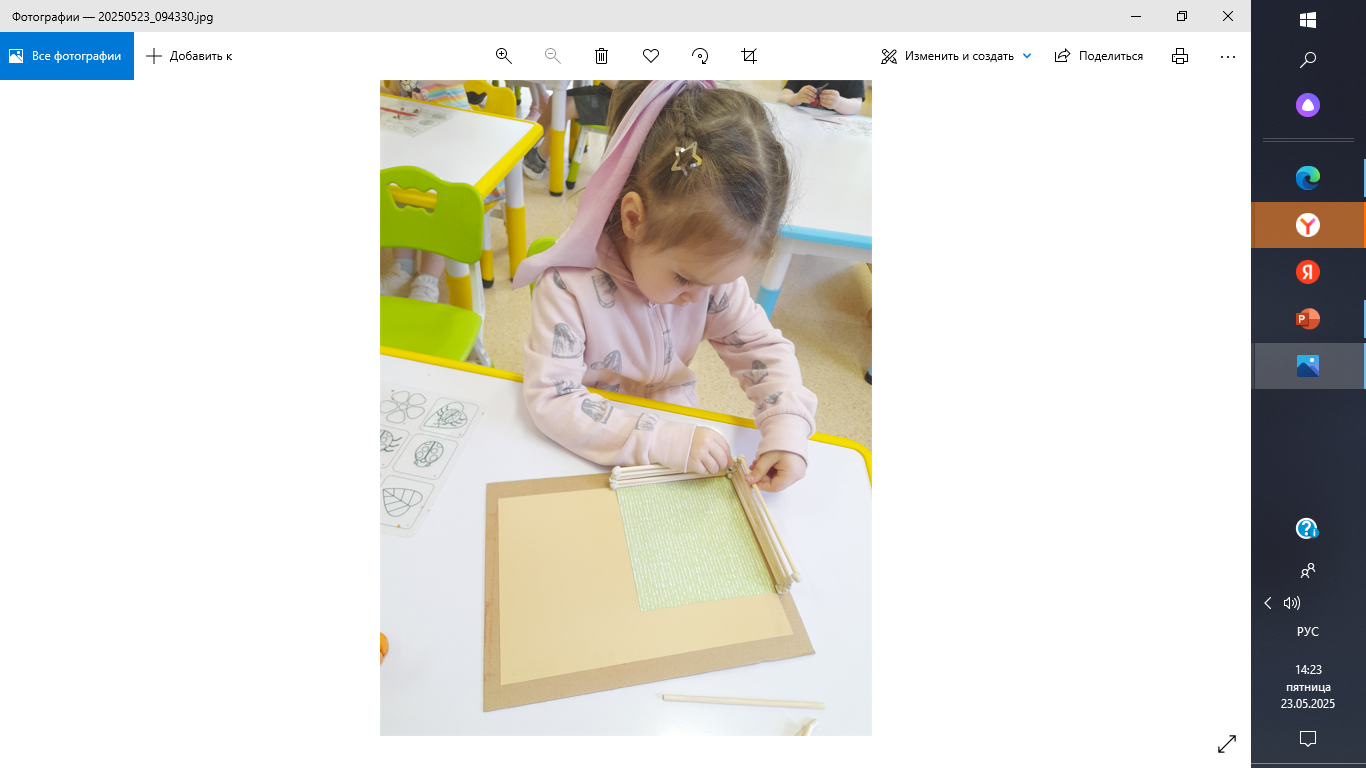 Фотографии — 20250523_094330.jpg
Все фотографии
Добавить к
Изменить и создать
Поделиться
РУС
14:23
пятница
23.05.2025